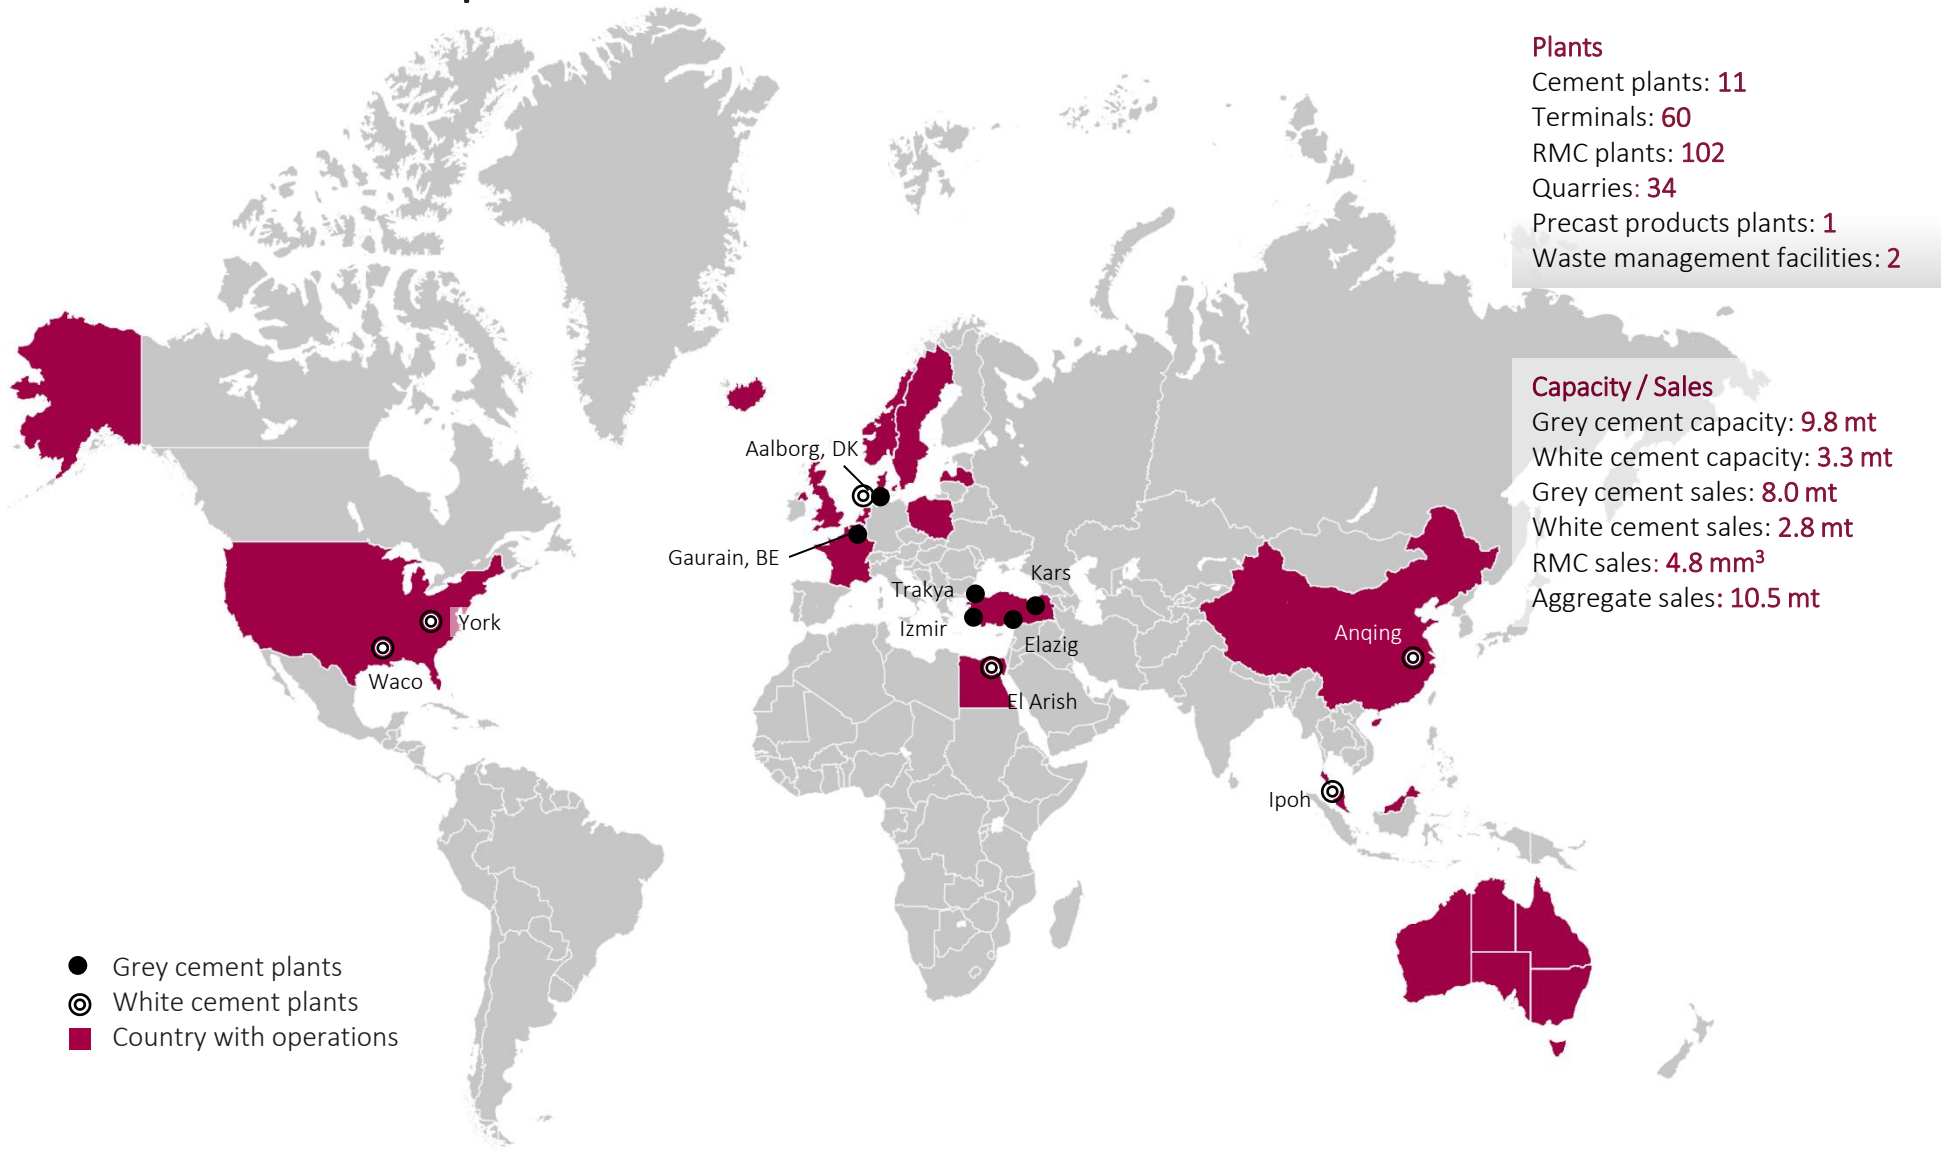 Plants
Cement plants: 11
Terminals: 60
RMC plants: 102
Quarries: 34
Precast products plants: 1
Waste management facilities: 2
Capacity / Sales
Grey cement capacity: 9.8 mt
White cement capacity: 3.3 mt
Grey cement sales: 8.0 mt
White cement sales: 2.8 mt
RMC sales: 4.8 mm³
Aggregate sales: 10.5 mt
Aalborg, DK
Gaurain, BE
Kars
Trakya
Izmir
Elazig
York
Waco
El Arish
Anqing
Ipoh
Grey cement plants
White cement plants
Country with operations